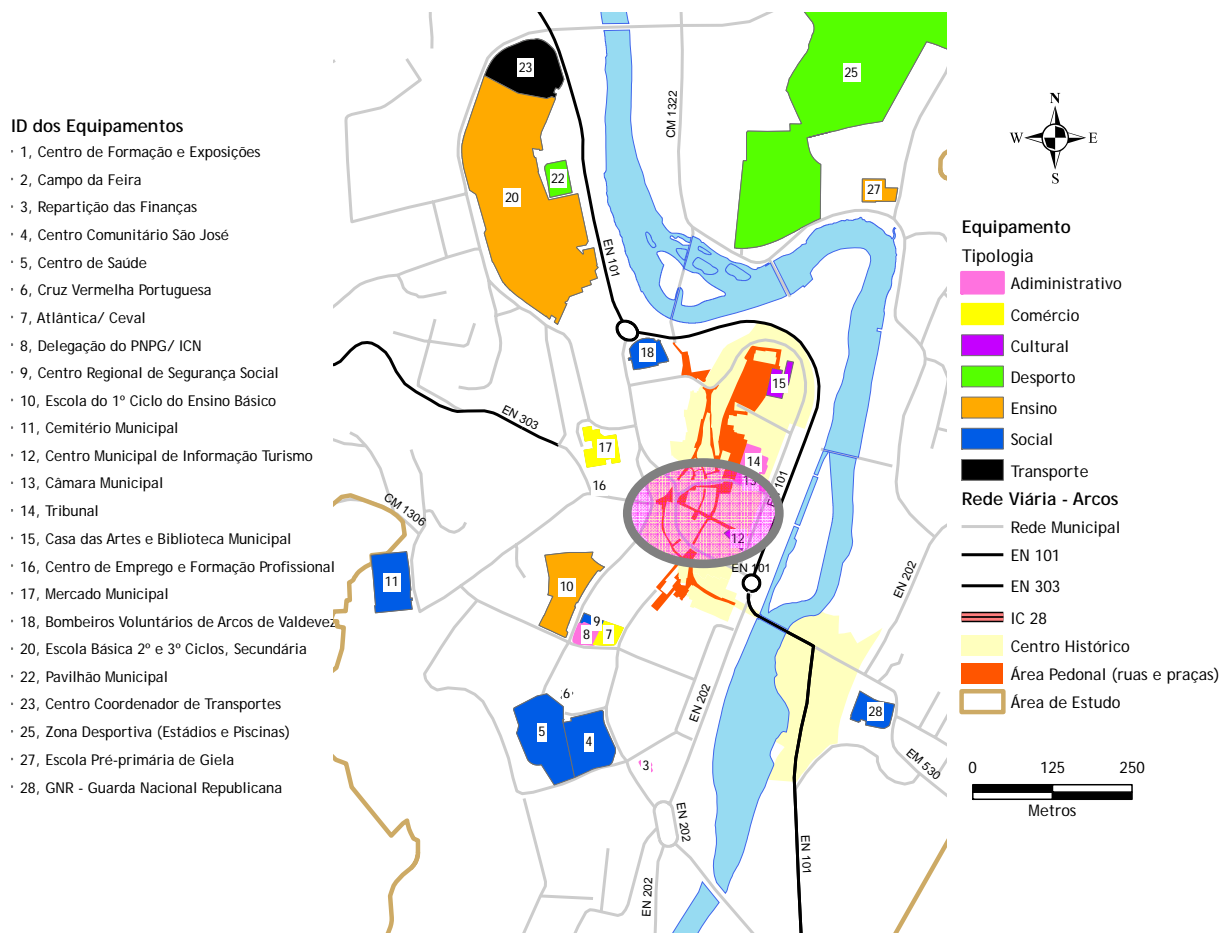 ID dos Equipamentos
· 1, Centro de Formação e Exposições
· 2, Campo da Feira
· 3, Repartição das Finanças
· 4, Centro Comunitário São José
· 5, Centro de Saúde
· 6, Cruz Vermelha Portuguesa
· 7, Atlântica/ Ceval
· 8, Delegação do PNPG/ ICN
· 9, Centro Regional de Segurança Social
· 10, Escola do 1º Ciclo do Ensino Básico
· 11, Cemitério Municipal
· 12, Centro Municipal de Informação Turismo
· 13, Câmara Municipal
· 14, Tribunal
· 15, Casa das Artes e Biblioteca Municipal
· 16, Centro de Emprego e Formação Profissional
· 17, Mercado Municipal
· 18, Bombeiros Voluntários de Arcos de Valdevez
· 20, Escola Básica 2º e 3º Ciclos, Secundária
· 22, Pavilhão Municipal
· 23, Centro Coordenador de Transportes
· 25, Zona Desportiva (Estádios e Piscinas)
· 27, Escola Pré-primária de Giela
· 28, GNR - Guarda Nacional Republicana
23
25
CM 1322
22
20
27
EN 101
18
15
EN 303
17
14
13
EN 101
16
CM 1306
12
EN 101
11
10
EN 202
9
8
7
6
EN 202
28
5
4
3
EM 530
EN 202
EN 101
EN 202
N
W
E
S
Equipamento
Tipologia
Adiministrativo
Comércio
Cultural
Desporto
Ensino
Social
Transporte
Rede Viária - Arcos
Rede Municipal
EN 101
EN 303
IC 28
Centro Histórico
Área Pedonal (ruas e praças)
Área de Estudo
0 125 250
Metros